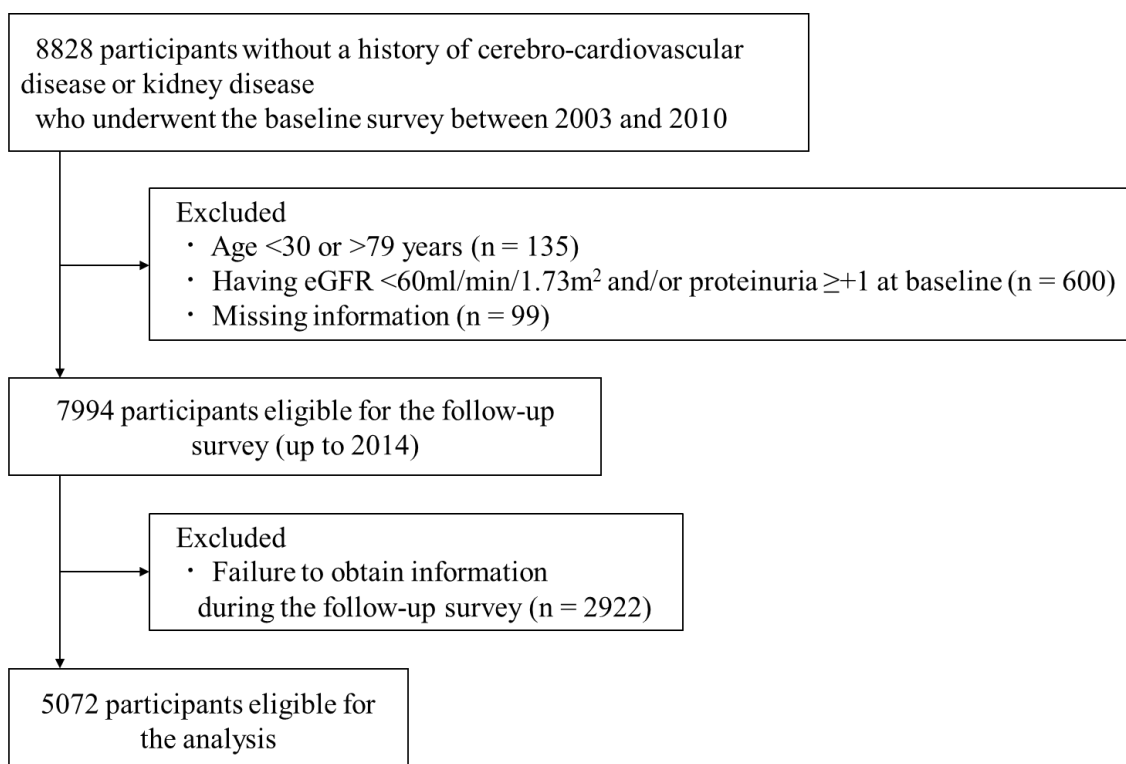 8828 participants without a history of cerebro-cardiovascular
disease or kidney disease
who underwent the baseline survey between 2003 and 2010
Excluded
・ Age <30 or >79 years (n = 135)
・ Having eGFR <60ml/min/1.73m² and/or proteinuria ≥+1 at baseline (n = 600)
・ Missing information (n = 99)
7994 participants eligible for the follow-up
survey (up to 2014)
Excluded
・ Failure to obtain information
during the follow-up survey (n = 2922)
5072 participants eligible for
the analysis